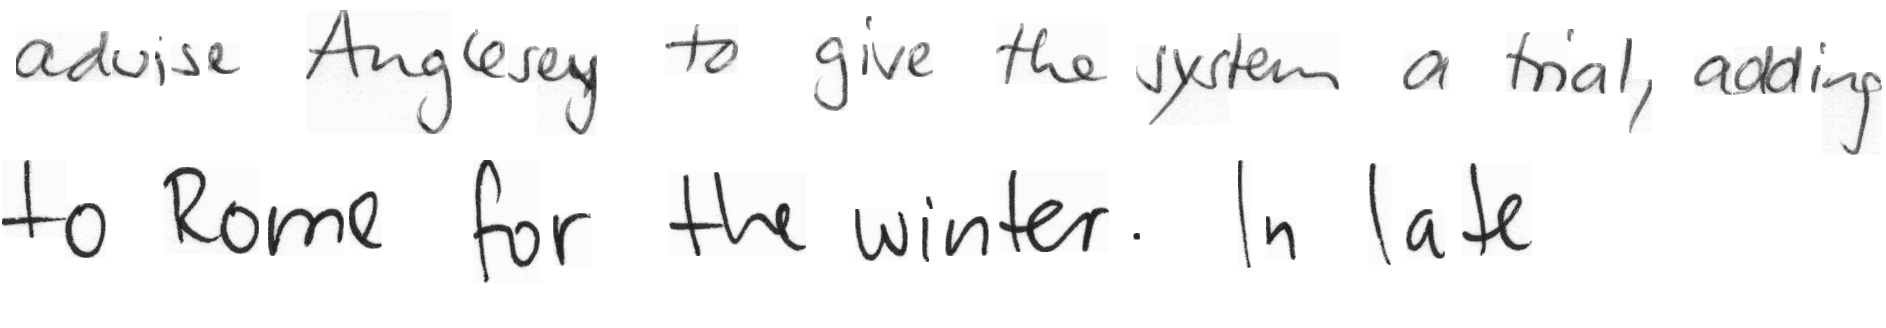 advise Anglesey to give the system a trial, adding
to Rome for the winter. In late